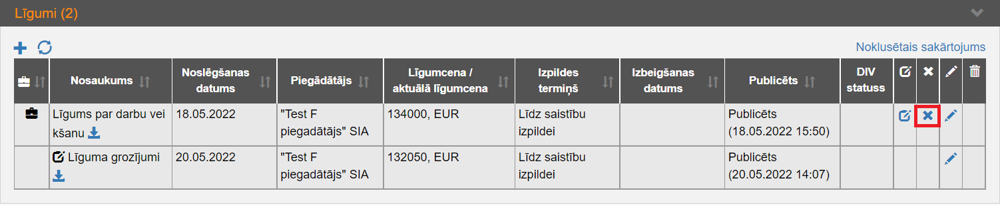 Līgumi (2)
Noklusētais sakārtojums
Nosaukums
Noslēgšanas
datums
Piegādātājs
Līgumcena /
aktuālā līgumcena
Izpildes
termiņš
Izbeigšanas
datums
Publicēts
DIV
statuss
Līgums par darbu vei
kšanu
18.05.2022
"Test F
piegadātājs" SIA
134000, EUR
Līdz saistību
izpildei
Publicēts
(18.05.2022 15:50)
Līguma grozījumi
20.05.2022
"Test F
piegadātājs" SIA
132050, EUR
Līdz saistību
izpildei
Publicēts
(20.05.2022 14:07)